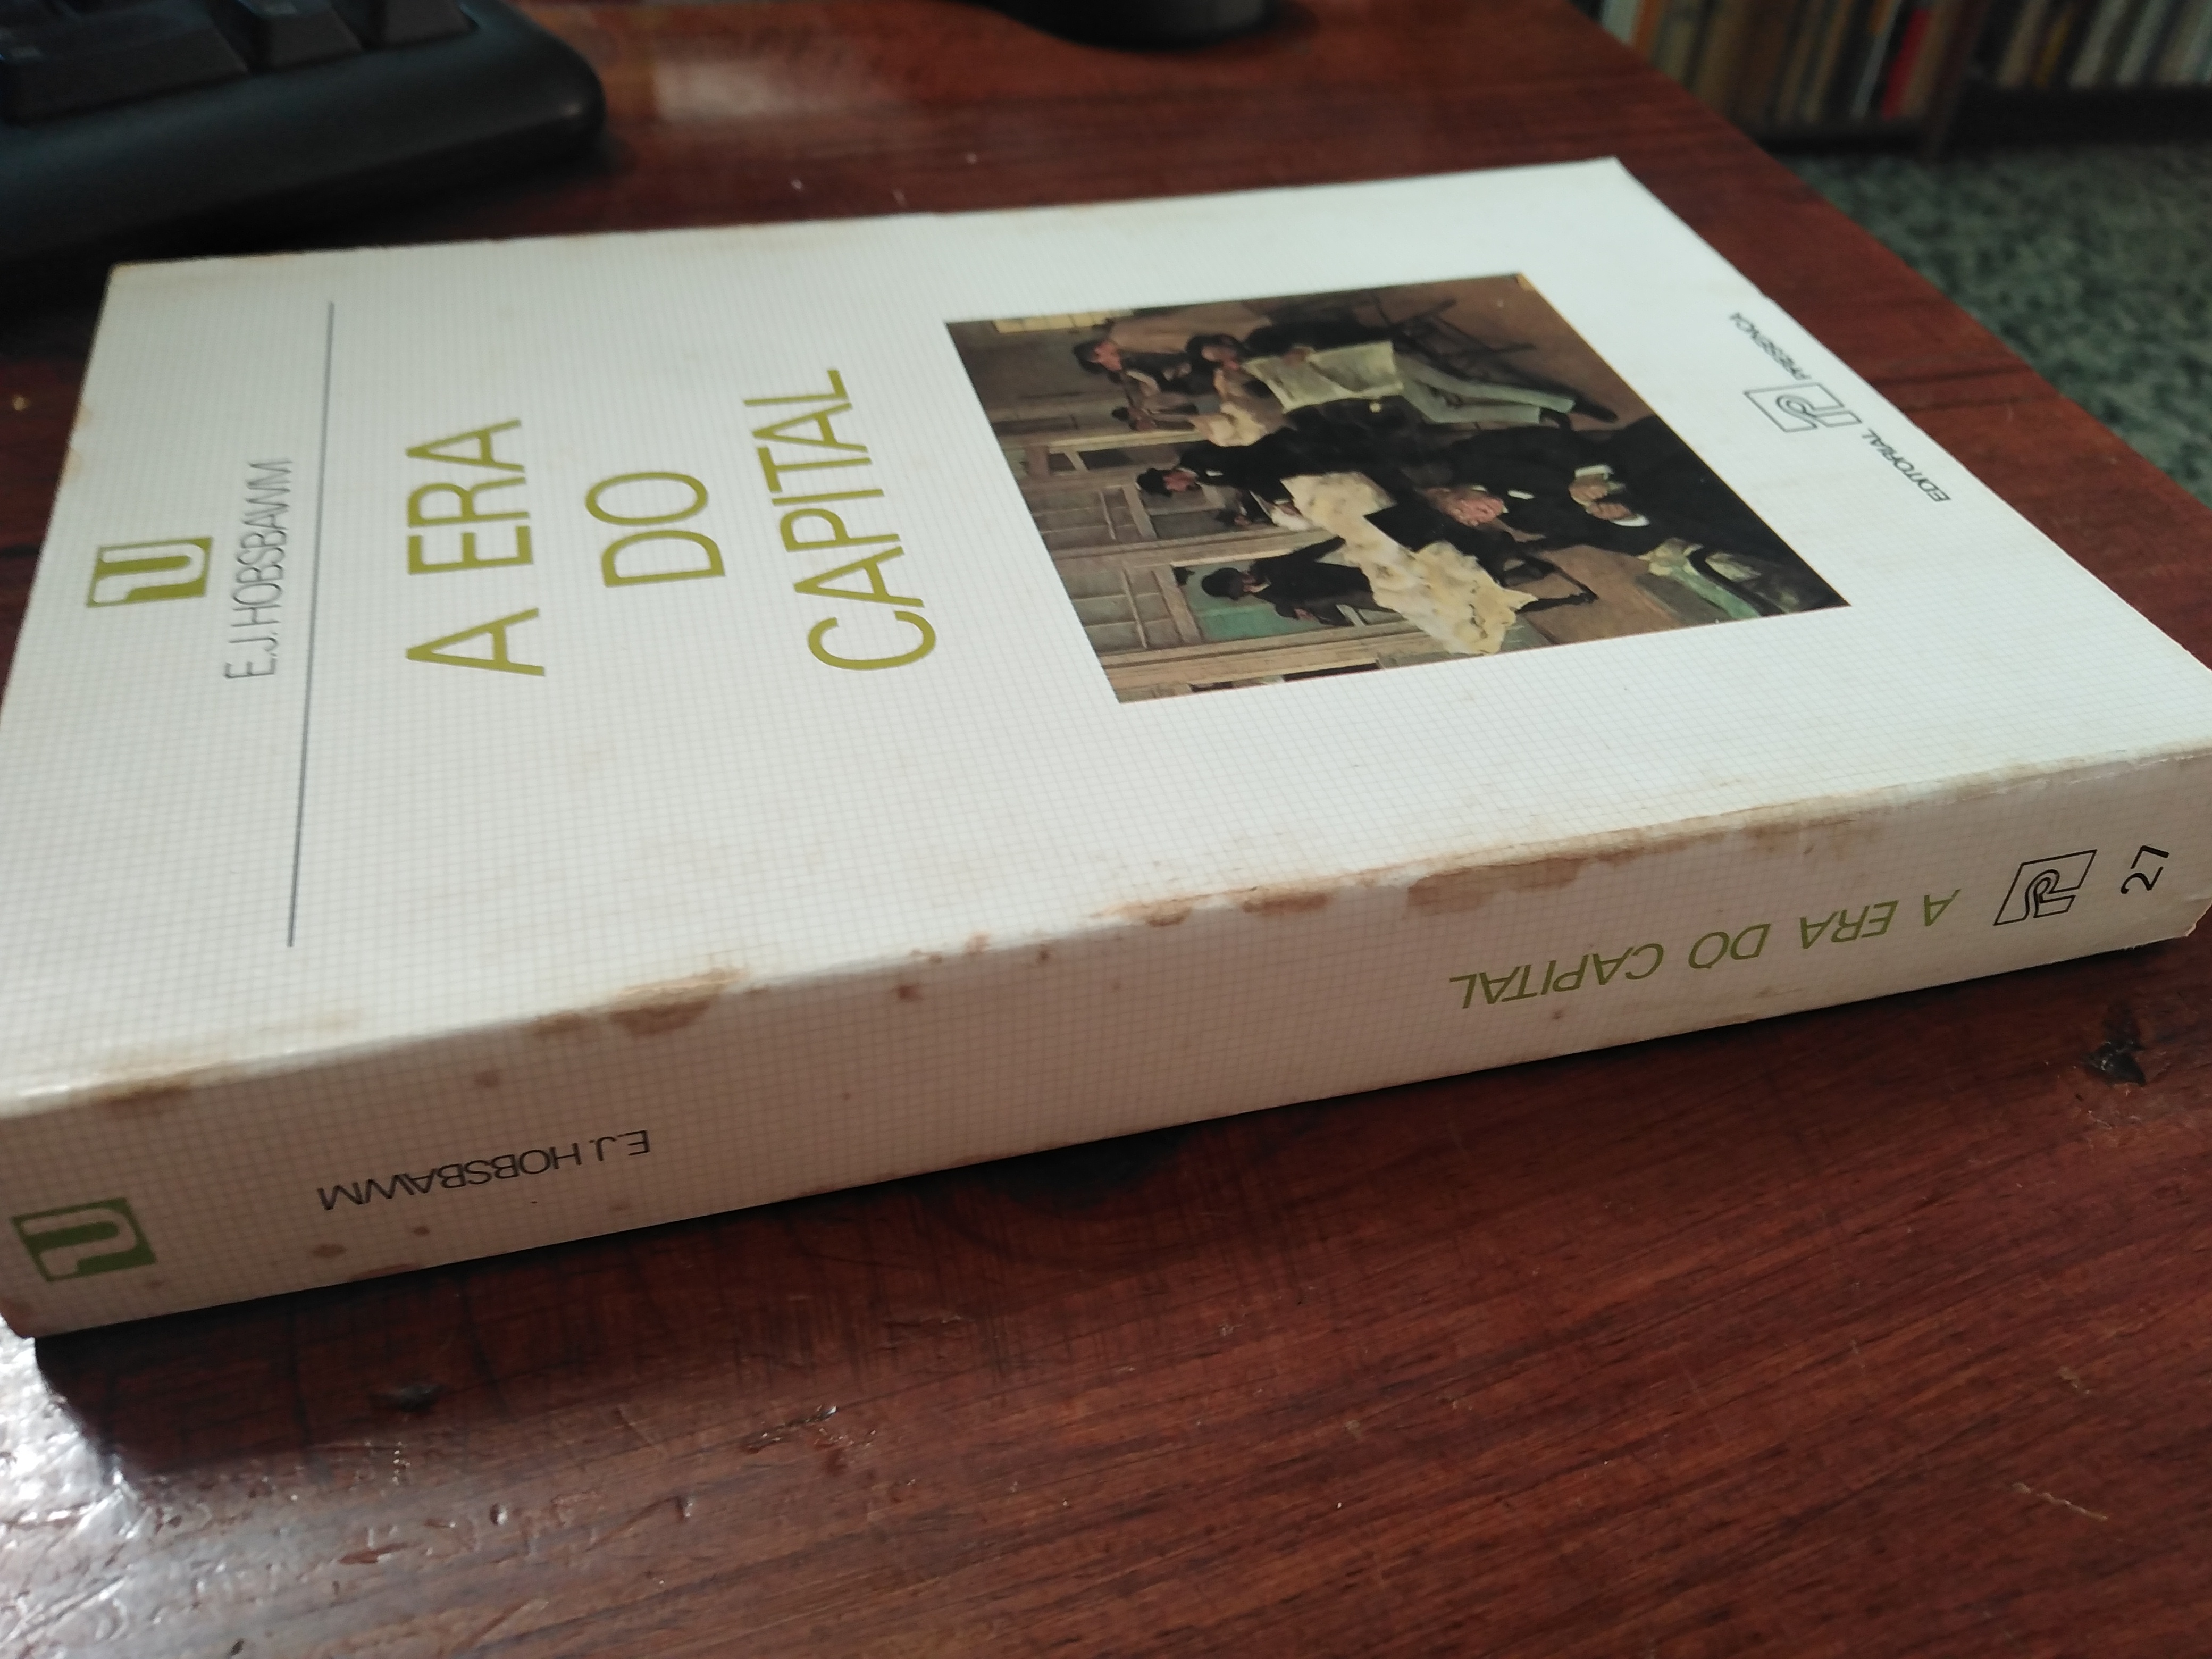 U
E.J. HOBSBAWM
A ERA
DO
CAPITAL
EDITORIAL PRESENÇA
U
E.J. HOBSBAWM
A ERA DO CAPITAL
27